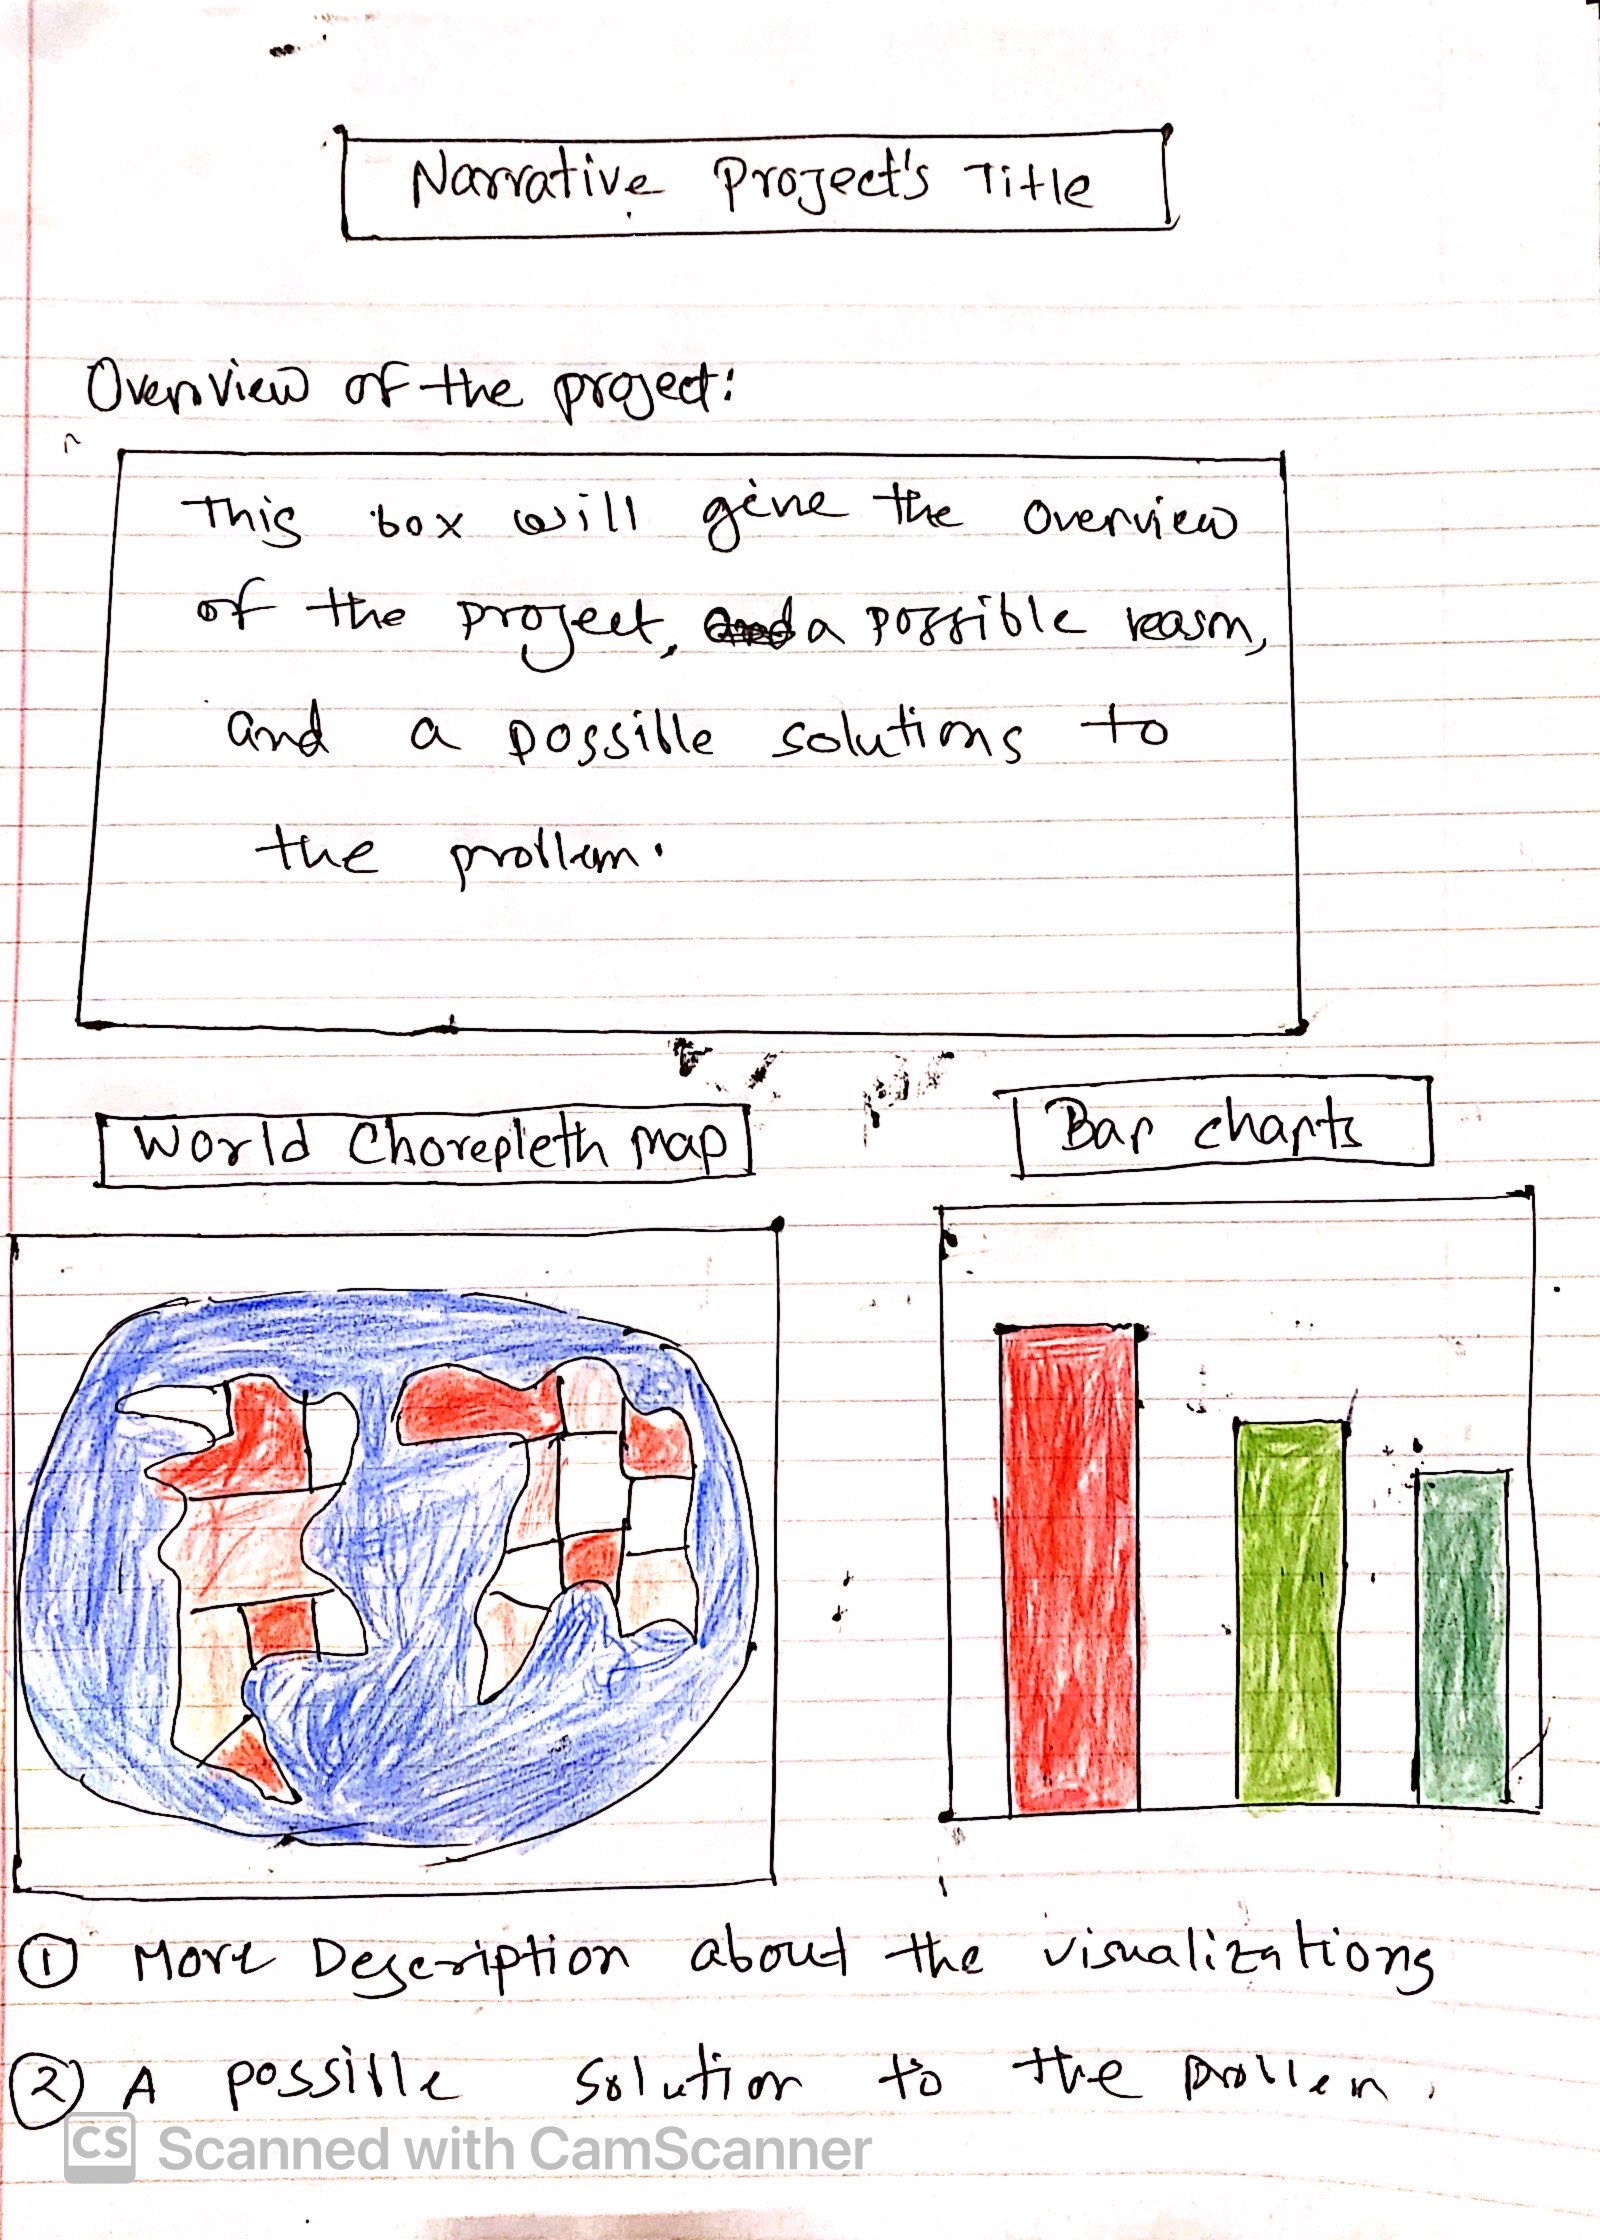 Narrative Project's Title
Overview of the project:
This box will give the overview
of the project, a possible reason,
and a possible solutions to
the problem.
World Chorepleth map
Bar charts
① More Description about the visualizations
② A possible solution to the problem.
CS Scanned with CamScanner